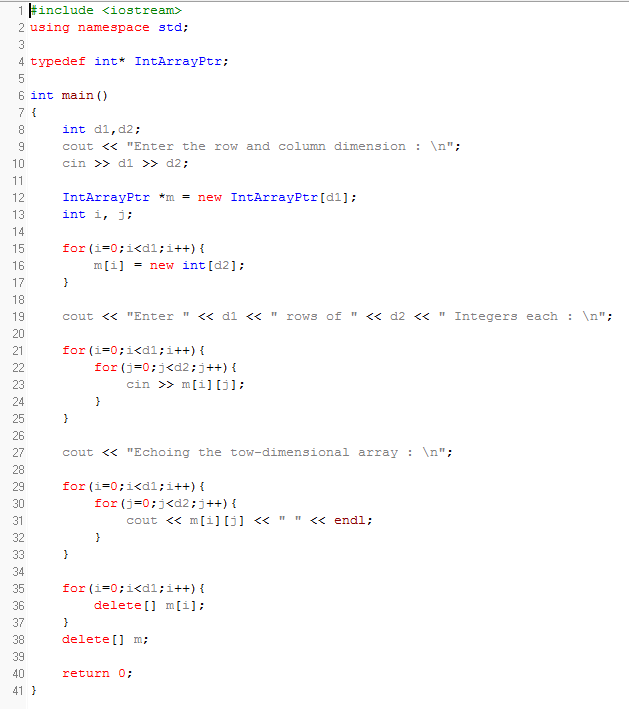 1 #include <iostream>
2 using namespace std;
3
4 typedef int* IntArrayPtr;
5
6 int main()
7 {
8     int d1,d2;
9     cout << "Enter the row and column dimension : \n";
10     cin >> d1 >> d2;
11
12     IntArrayPtr *m = new IntArrayPtr[d1];
13     int i, j;
14
15     for(i=0;i<d1;i++){
16         m[i] = new int[d2];
17     }
18
19     cout << "Enter " << d1 << " rows of " << d2 << " Integers each : \n";
20
21     for(i=0;i<d1;i++){
22         for(j=0;j<d2;j++){
23             cin >> m[i][j];
24         }
25     }
26
27     cout << "Echoing the tow-dimensional array : \n";
28
29     for(i=0;i<d1;i++){
30         for(j=0;j<d2;j++){
31             cout << m[i][j] << " " << endl;
32         }
33     }
34
35     for(i=0;i<d1;i++){
36         delete[] m[i];
37     }
38     delete[] m;
39
40     return 0;
41 }